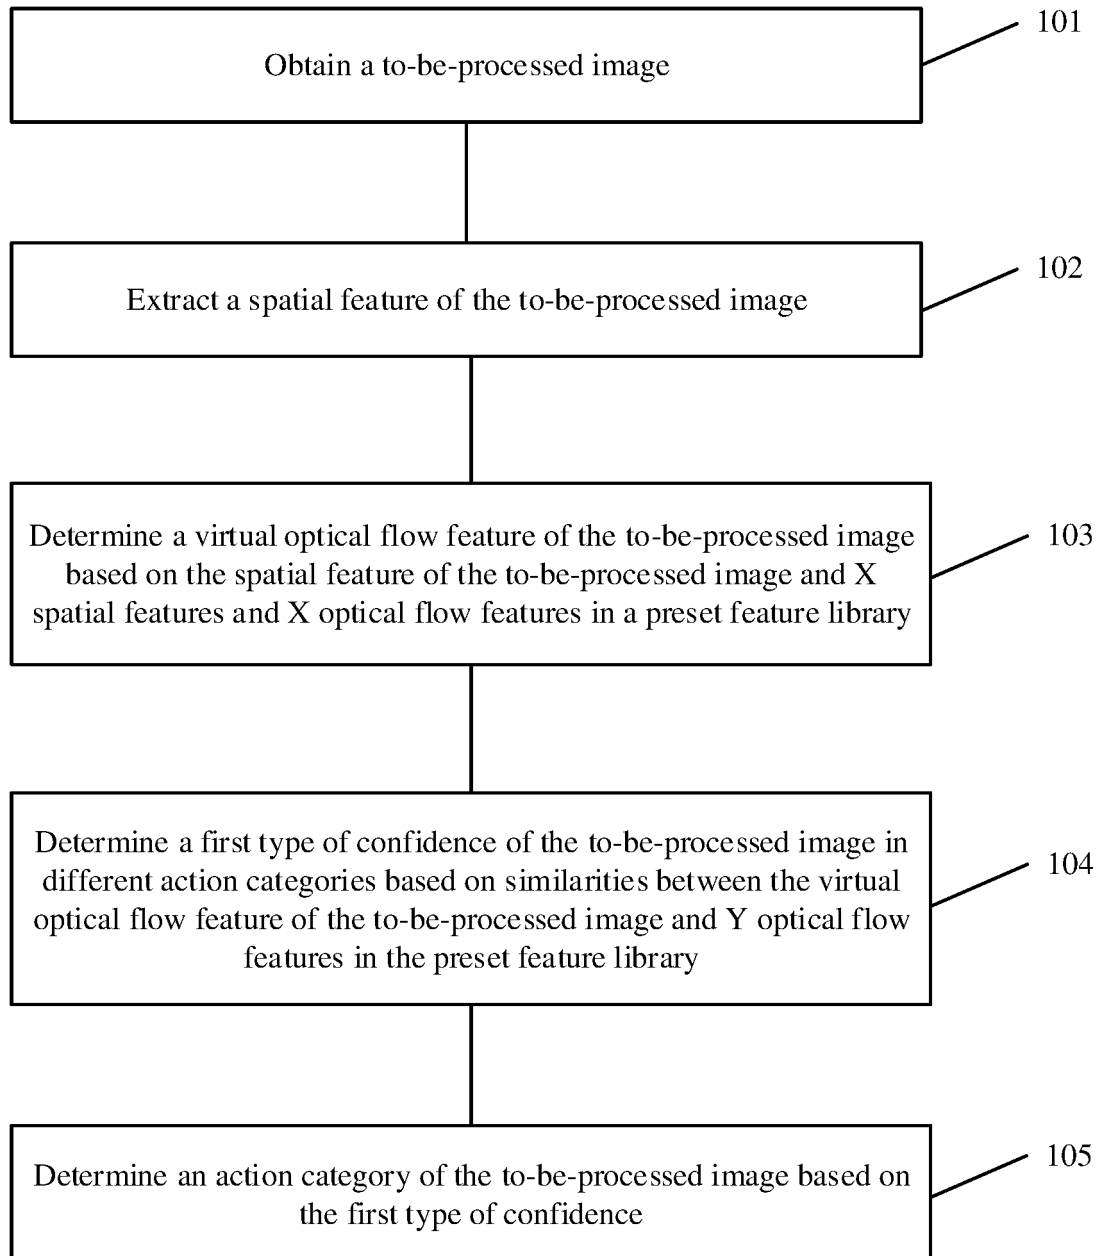 101
Obtain a to-be-processed image
102
Extract a spatial feature of the to-be-processed image
103
Determine a virtual optical flow feature of the to-be-processed image
based on the spatial feature of the to-be-processed image and X
spatial features and X optical flow features in a preset feature library
104
Determine a first type of confidence of the to-be-processed image in
different action categories based on similarities between the virtual
optical flow feature of the to-be-processed image and Y optical flow
features in the preset feature library
105
Determine an action category of the to-be-processed image based on
the first type of confidence